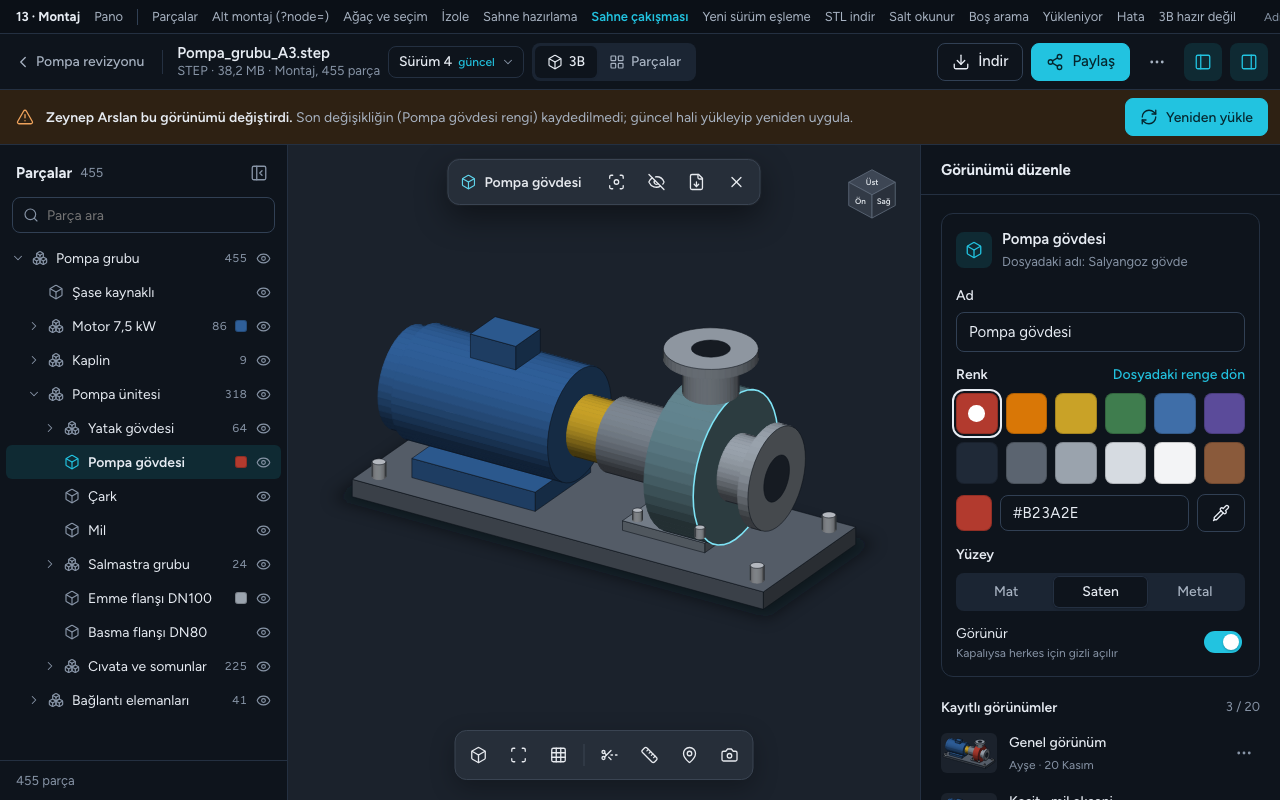 13 · Montaj Pano Parçalar Alt montaj (?node=) Ağaç ve seçim İzole Sahne hazırlama Sahne çakışması Yeni sürüm eşleme STL indir Salt okunur Boş arama Yükleniyor Hata 3B hazır değil Ad
Pompa revizyonu
Pompa_grubu_A3.step
STEP · 38,2 MB · Montaj, 455 parça
Sürüm 4 güncel
3B Parçalar
İndir
Paylaş
Zeynep Arslan bu görünümü değiştirdi. Son değişikliğin (Pompa gövdesi rengi) kaydedilmedi; güncel hali yükleyip yeniden uygula.
Yeniden yükle
Parçalar 455
Parça ara
Pompa grubu 455
Şase kaynaklı
Motor 7,5 kW 86
Kaplin 9
Pompa ünitesi 318
Yatak gövdesi 64
Pompa gövdesi
Çark
Mil
Salmastra grubu 24
Emme flanşı DN100
Basma flanşı DN80
Cıvata ve somunlar 225
Bağlantı elemanları 41
455 parça
Pompa gövdesi
Üst
Ön Sağ
Görünümü düzenle
Pompa gövdesi
Dosyadaki adı: Salyangoz gövde
Ad
Pompa gövdesi
Renk Dosyadaki renge dön
#B23A2E
Yüzey
Mat Saten Metal
Görünür
Kapalıysa herkes için gizli açılır
Kayıtlı görünümler 3 / 20
Genel görünüm
Ayşe · 20 Kasım